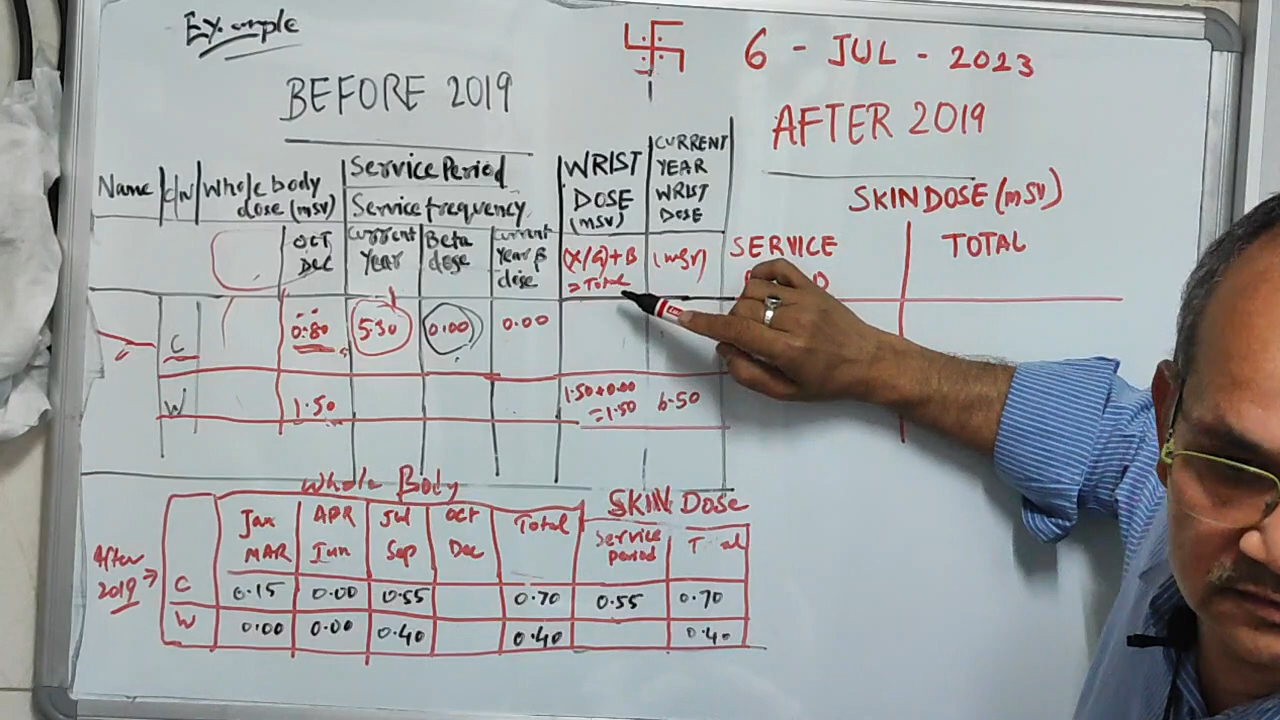 Example
6 - JUL - 2023
BEFORE 2019
AFTER 2019
Name C/W Whole body dose (msv) Service Period WRIST DOSE (msv) CURRENT YEAR WRIST DOSE
Service frequency
OCT DEC Current Year Beta dose Current Year β dose (X/G)+B = Total (mSv)
C 0.80 5.30 0.00 0.00
W 1.50 1.50+0.00 =1.50 6.50
SKIN DOSE (mSV)
SERVICE TOTAL
Whole Body SKIN Dose
Jan MAR APR Jun Jul Sep Oct Dec Total Service period
After 2019
C 0.15 0.00 0.55 0.70 0.55 0.70
W 0.00 0.00 0.40 0.40 0.40